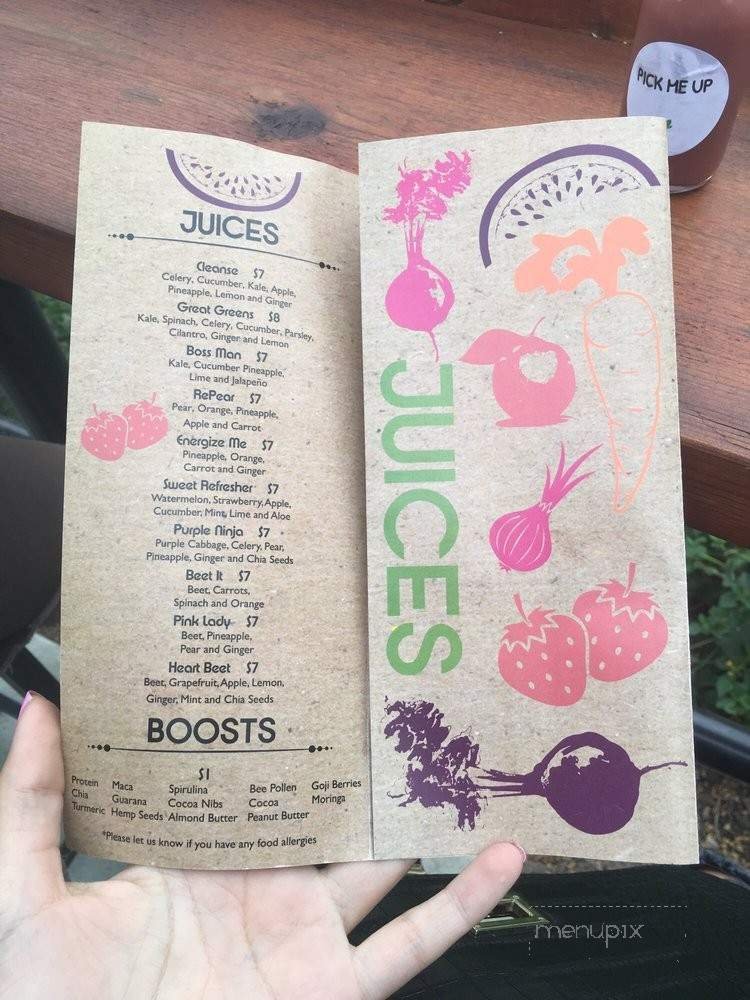 JUICES
Cleanse $7
Celery, Cucumber, Kale, Apple,
Pineapple, Lemon and Ginger
Great Greens $8
Kale, Spinach, Celery, Cucumber, Parsley,
Cilantro, Ginger and Lemon
Boss Man $7
Kale, Cucumber Pineapple,
Lime and Jalapeño
RePear $7
Pear, Orange, Pineapple,
Apple and Carrot
Energize Me $7
Pineapple, Orange,
Carrot and Ginger
Sweet Refresher $7
Watermelon, Strawberry, Apple,
Cucumber, Mint, Lime and Aloe
Purple Ninja $7
Purple Cabbage, Celery, Pear,
Pineapple, Ginger and Chia Seeds
Beet It $7
Beet, Carrots,
Spinach and Orange
Pink Lady $7
Beet, Pineapple,
Pear and Ginger
Heart Beet $7
Beet, Grapefruit, Apple, Lemon,
Ginger, Mint and Chia Seeds
BOOSTS
$1
Protein Maca Spirulina Bee Pollen Goji Berries
Chia Guarana Cocoa Nibs Cocoa Moringa
Turmeric Hemp Seeds Almond Butter Peanut Butter
*Please let us know if you have any food allergies
JUICES
PICK ME UP
menupix